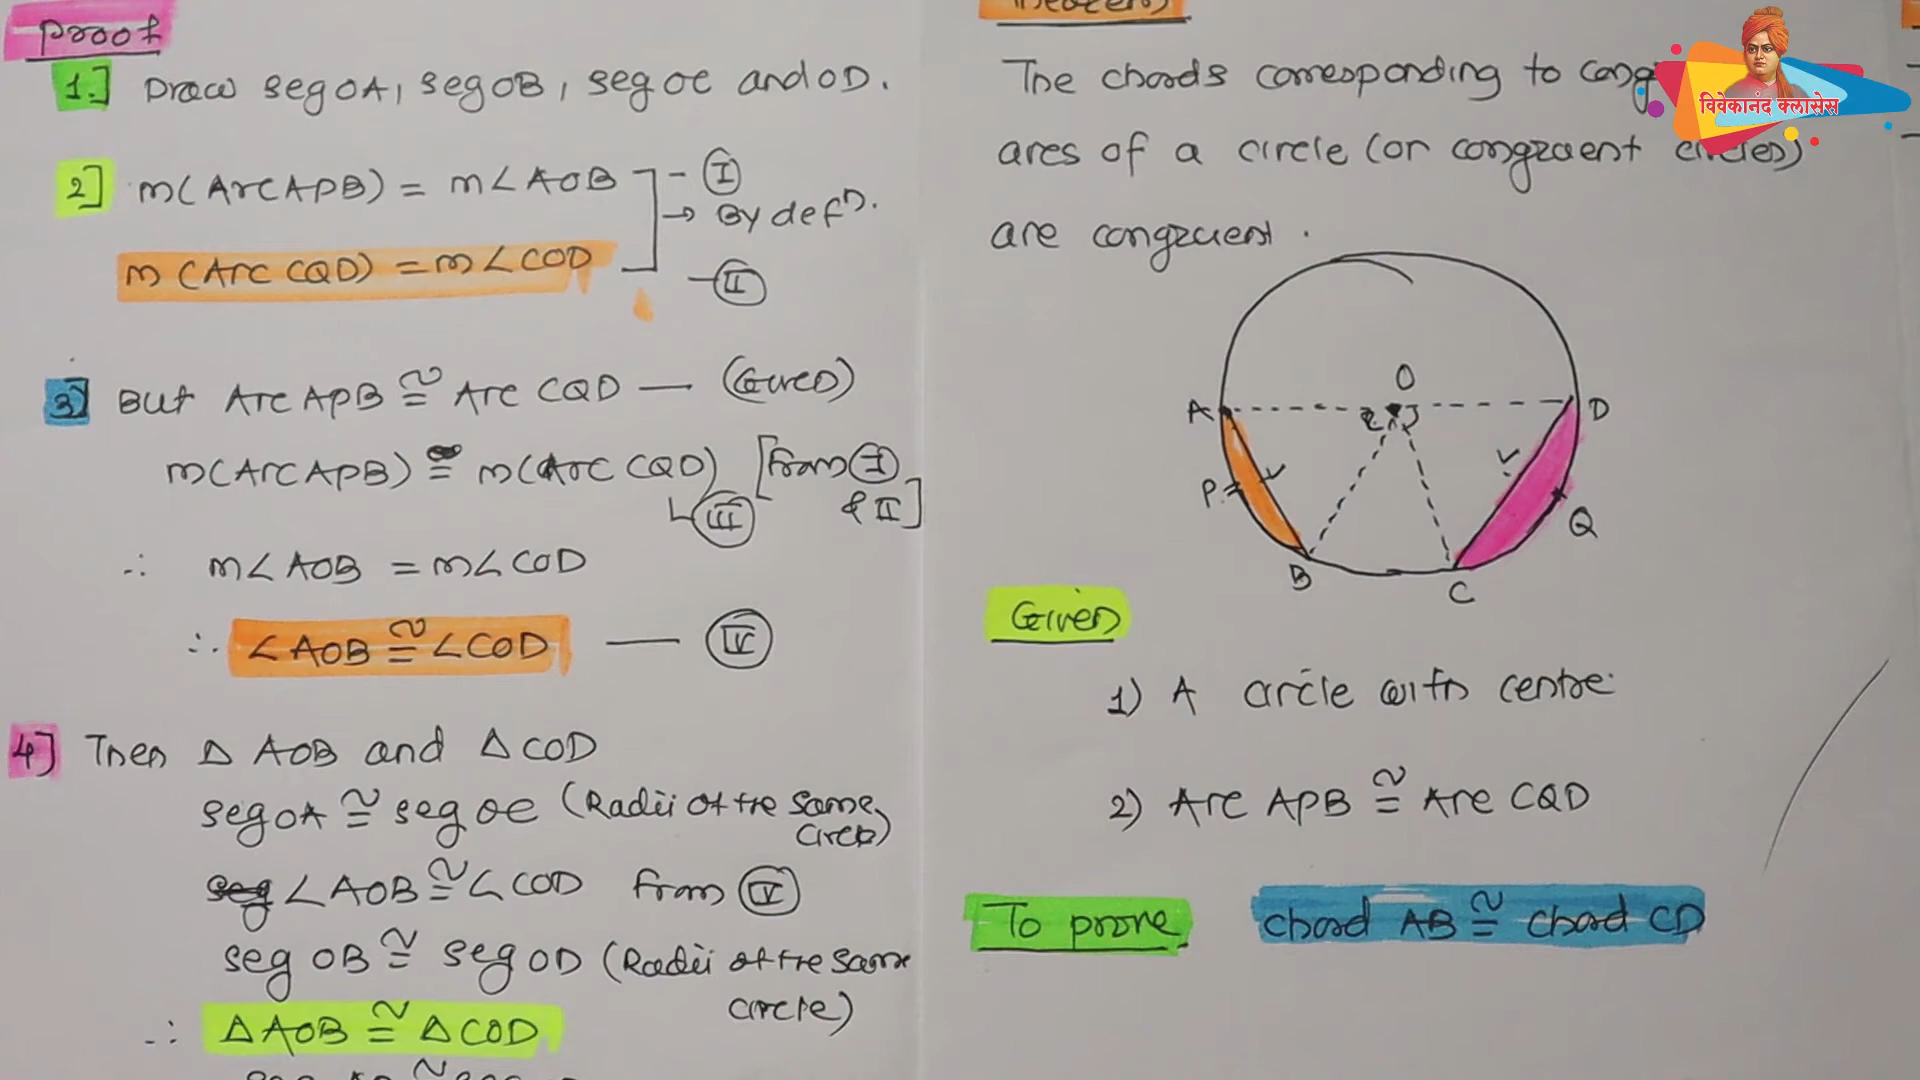 Proof
1.] Draw seg OA, seg OB, seg OC and OD.
2] m(Arc APB) = m∠AOB - I
→ By defn.
m(Arc CQD) = m∠COD - II
3] But Arc APB ≅ Arc CQD — (Given)
m(Arc APB) = m(Arc CQD) [from I & II]
III
∴ m∠AOB = m∠COD
∴ ∠AOB ≅ ∠COD — IV
4] Then △AOB and △COD
seg OA ≅ seg OC (Radii of the same circle)
∠AOB ≅ ∠COD from IV
seg OB ≅ seg OD (Radii of the same circle)
∴ △AOB ≅ △COD
Theorem
The chords corresponding to
arcs of a circle (or congruent circles)
are congruent.
O
A
D
P
Q
B
C
Given
1) A circle with centre
2) Arc APB ≅ Arc CQD
To prove chord AB ≅ chord CD
विवेकानंद क्लासेस